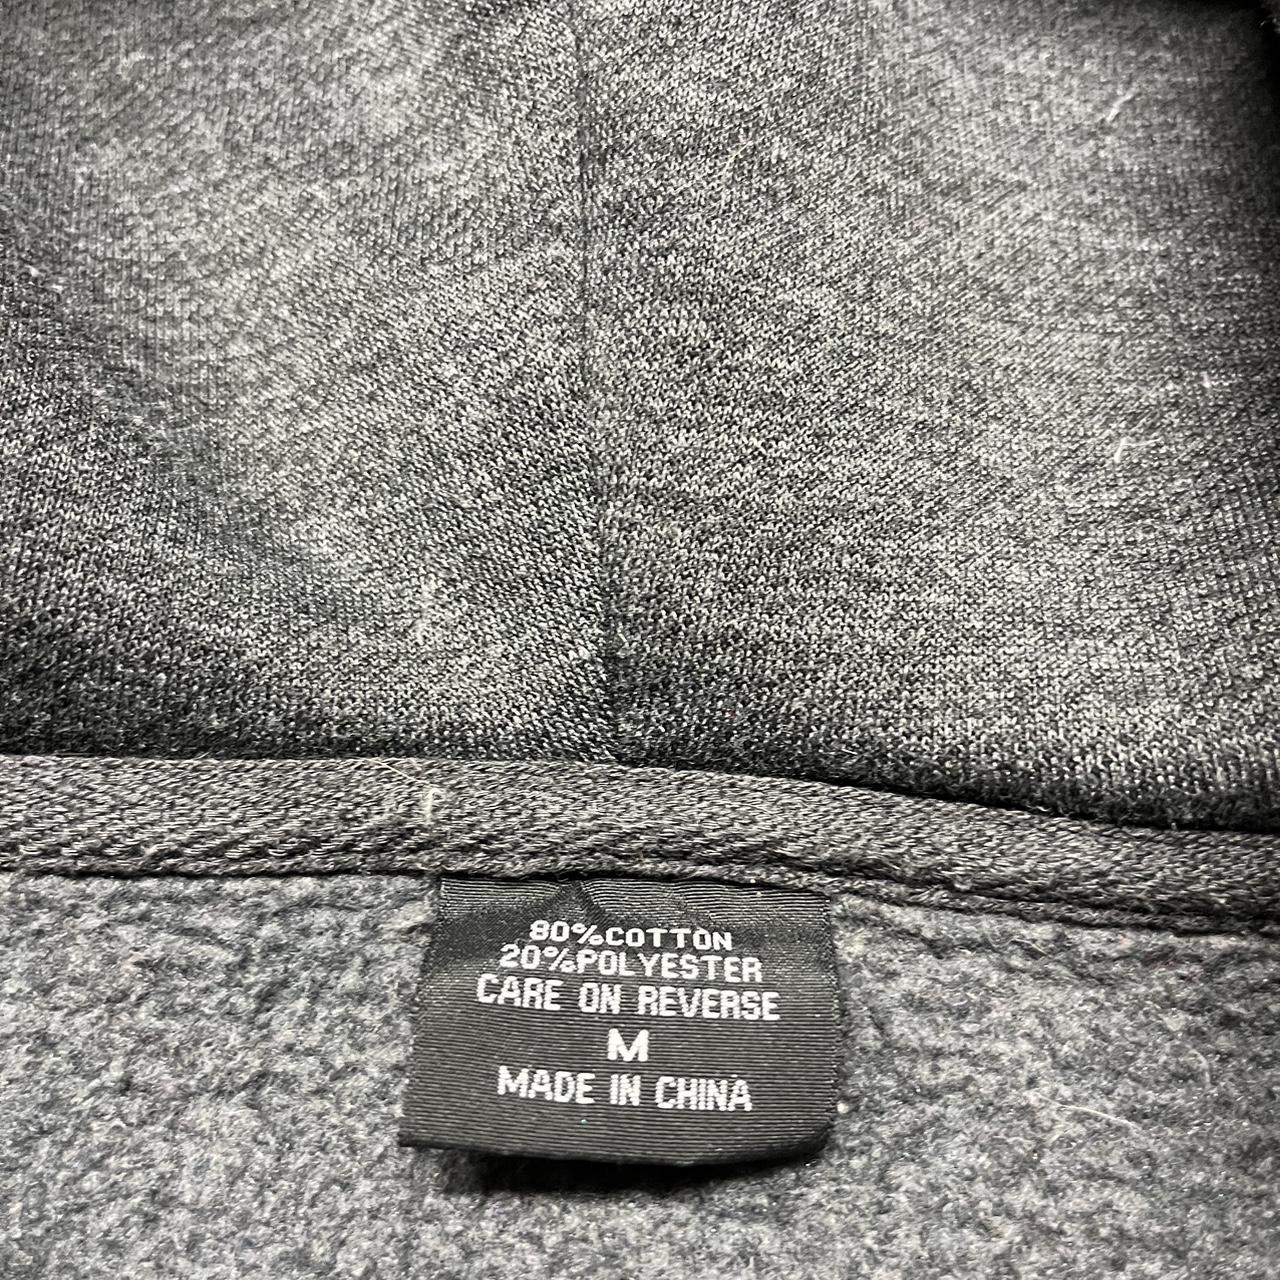 80%COTTON
20%POLYESTER
CARE ON REVERSE
M
MADE IN CHINA